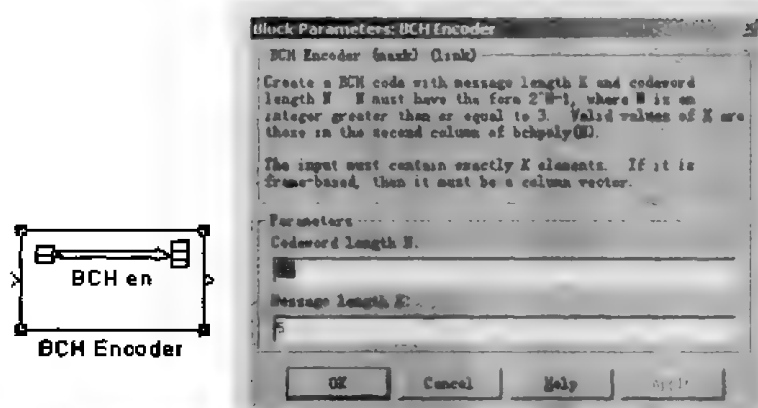 Block Parameters: BCH Encoder
BCH Encoder (mask) (link)
Create a BCH code with message length K and codeword
length N N must have the form 2^M-1, where M is an
integer greater than or equal to 3. Valid values of K are
those in the second column of bchpoly(N).
The input must contain exactly K elements. If it is
frame-based, then it must be a column vector.
Parameters
Codeword length N:
Message length K:
5
OK Cancel Help Apply
BCH en
BCH Encoder